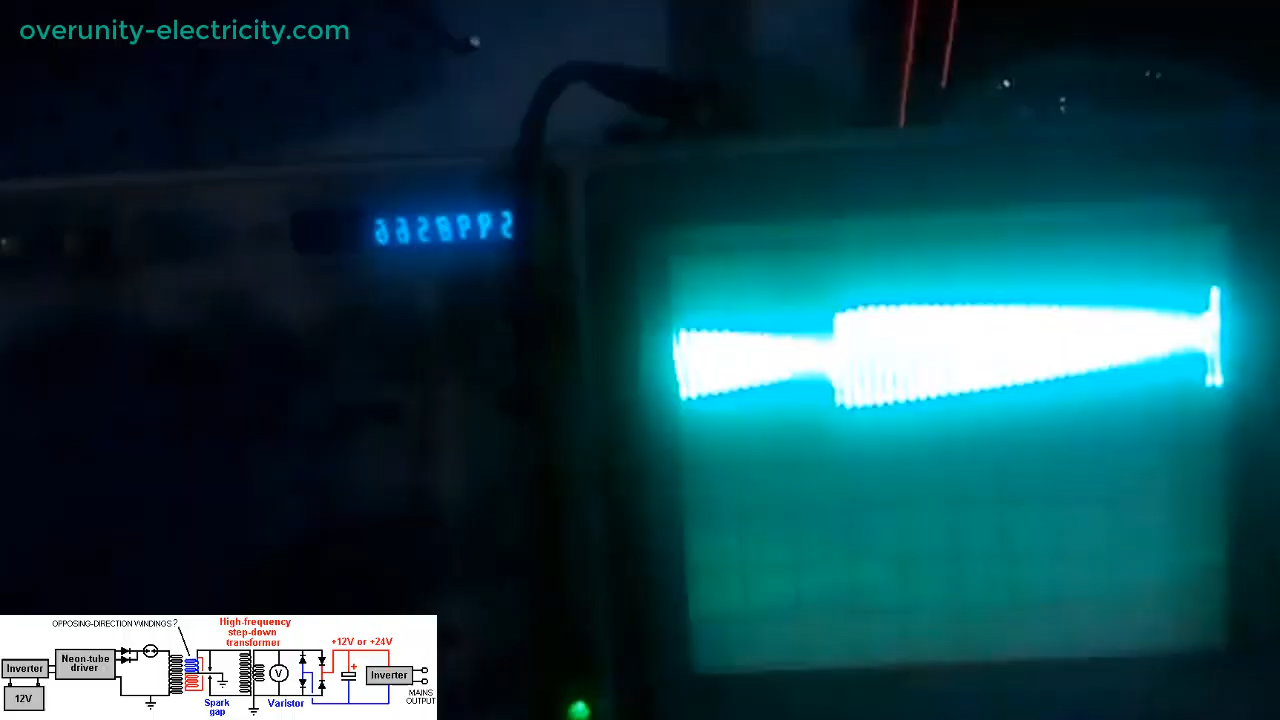 overunity-electricity.com
OPPOSING-DIRECTION WINDINGS?
High-frequency
step-down
transformer
+12V or +24V
Inverter
Neon-tube
driver
12V
V
+
Inverter
MAINS
OUTPUT
Spark
gap
Varistor